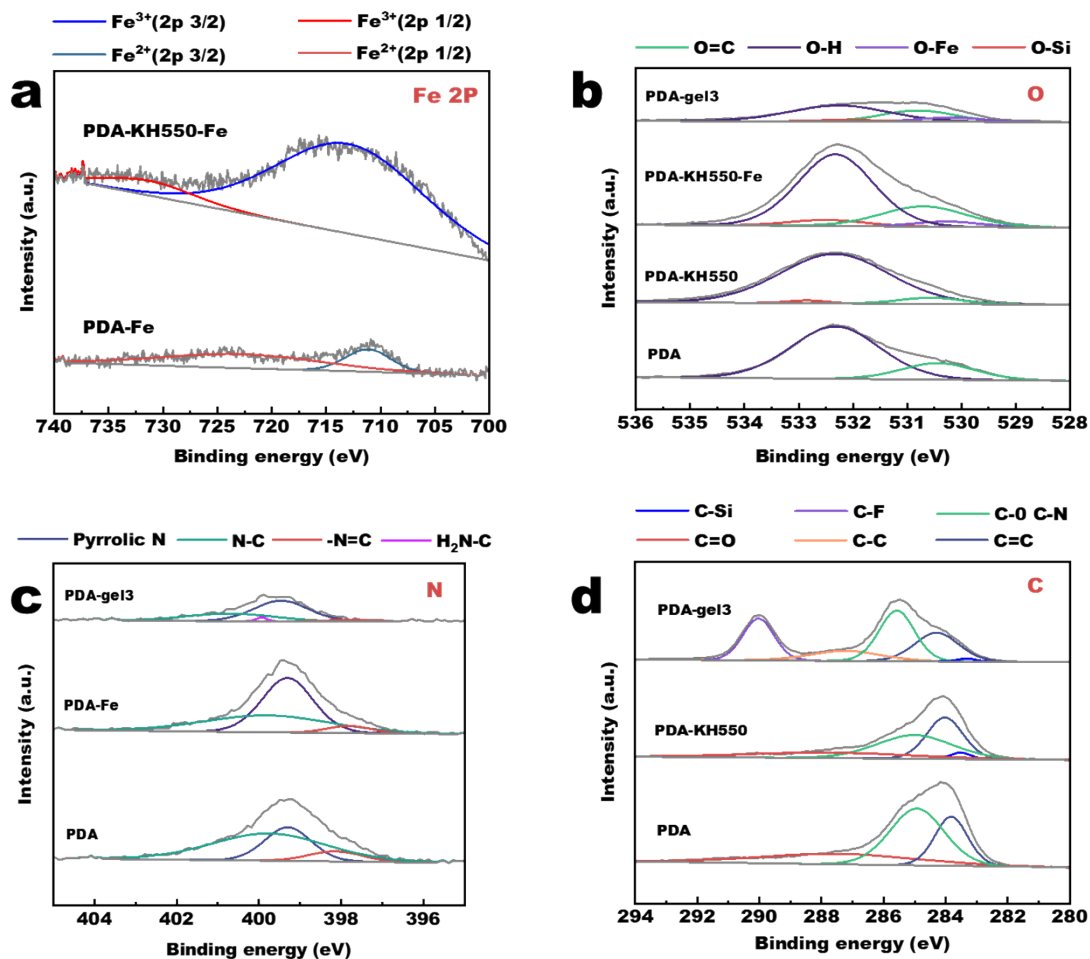 Fe³⁺(2p 3/2) Fe³⁺(2p 1/2)
Fe²⁺(2p 3/2) Fe²⁺(2p 1/2)
a
Fe 2P
PDA-KH550-Fe
PDA-Fe
Intensity (a.u.)
740 735 730 725 720 715 710 705 700
Binding energy (eV)
O=C O-H O-Fe O-Si
b
O
PDA-gel3
PDA-KH550-Fe
PDA-KH550
PDA
Intensity (a.u.)
536 535 534 533 532 531 530 529 528
Binding energy (eV)
Pyrrolic N N-C -N=C H₂N-C
c
N
PDA-gel3
PDA-Fe
PDA
Intensity (a.u.)
404 402 400 398 396
Binding energy (eV)
C-Si C-F C-0 C-N
C=O C-C C=C
d
C
PDA-gel3
PDA-KH550
PDA
Intensity (a.u.)
294 292 290 288 286 284 282 280
Binding energy (eV)